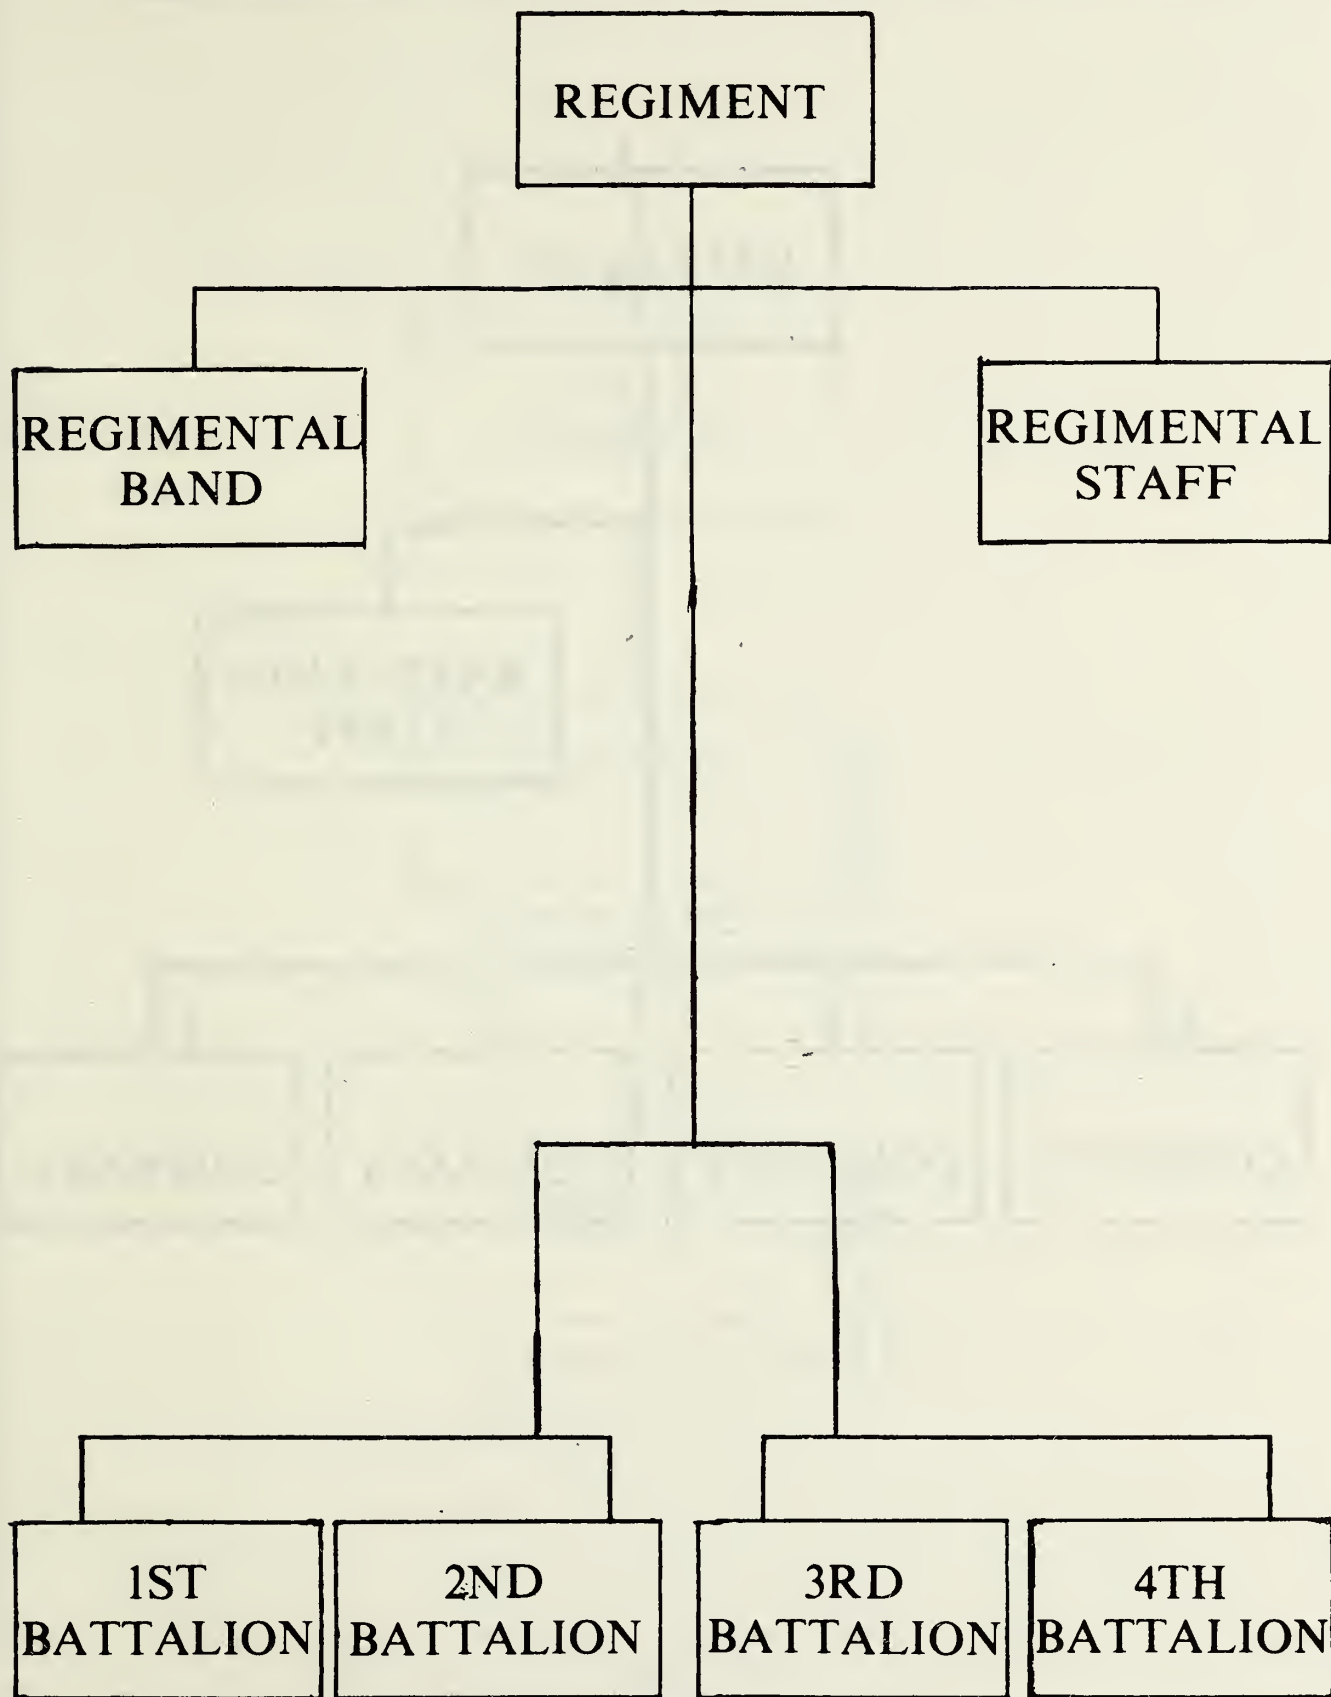 REGIMENT
REGIMENTAL
BAND
REGIMENTAL
STAFF
1ST
BATTALION
2ND
BATTALION
3RD
BATTALION
4TH
BATTALION